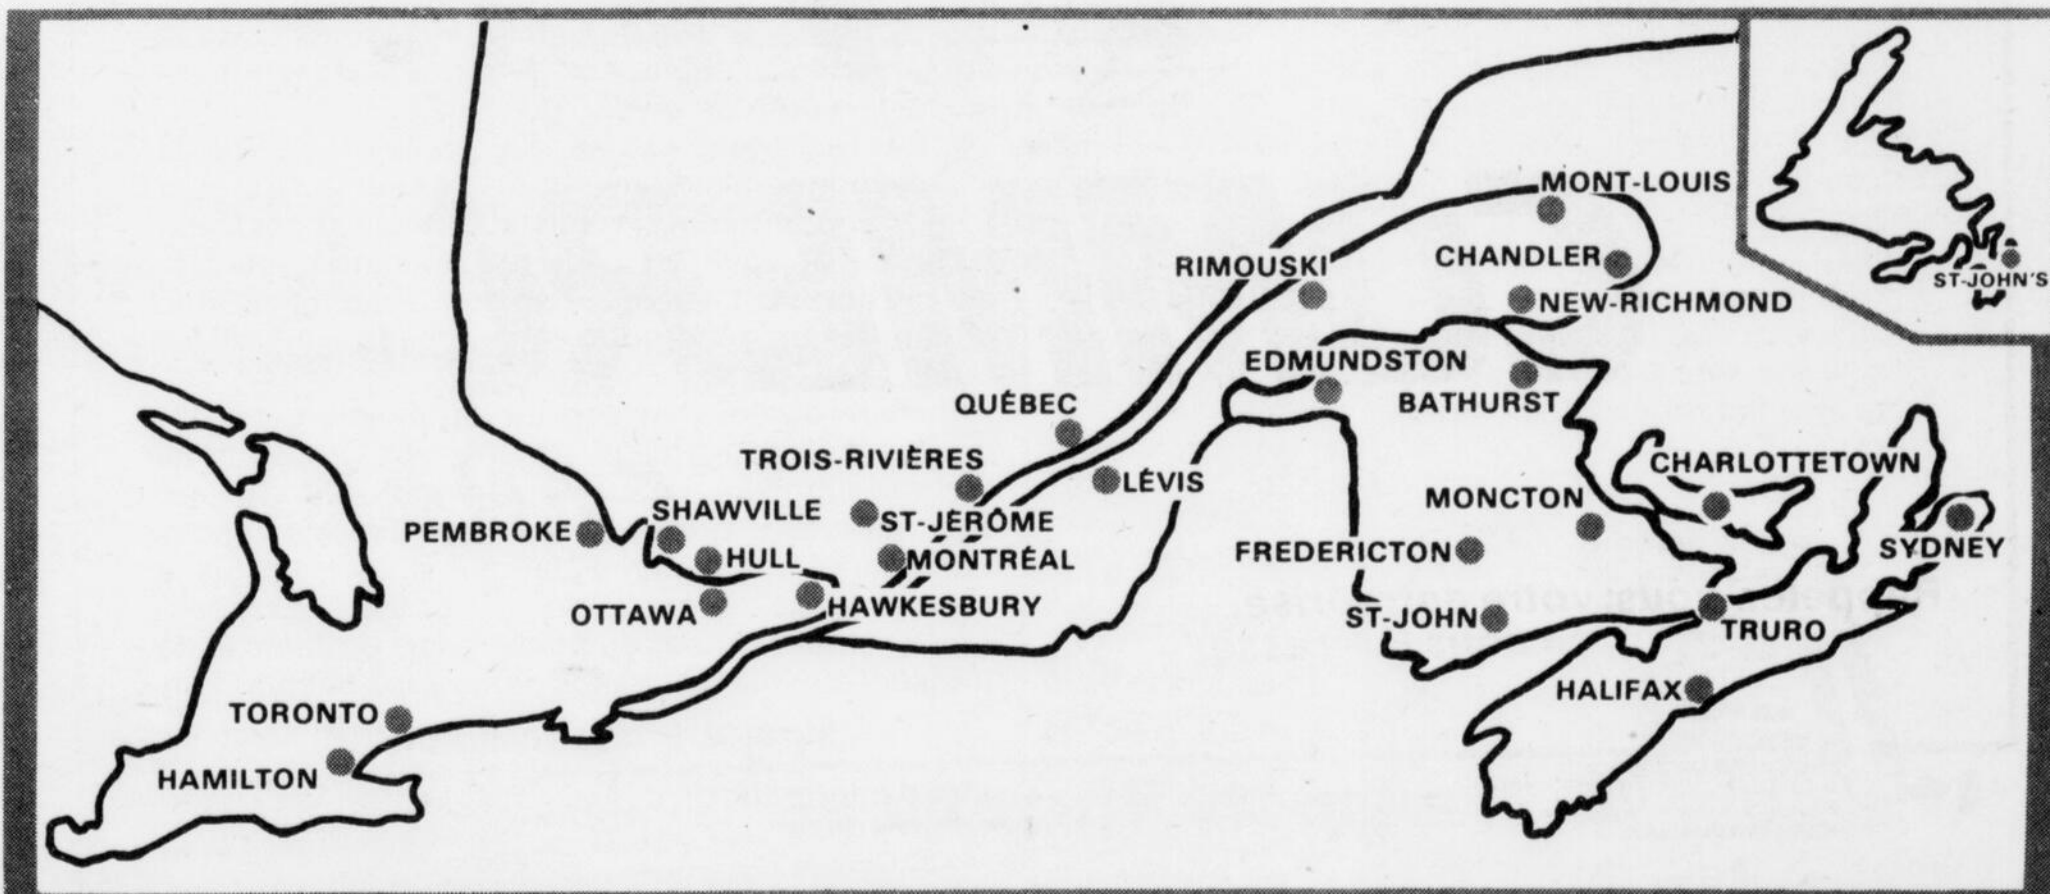 MONT-LOUIS
CHANDLER
RIMOUSKI
ST-JOHN'S
NEW-RICHMOND
EDMUNDSTON
BATHURST
QUÉBEC
TROIS-RIVIÈRES
LÉVIS
CHARLOTTETOWN
MONCTON
SHAWVILLE
ST-JÉRÔME
PEMBROKE
HULL
MONTRÉAL
FREDERICTON
SYDNEY
OTTAWA
HAWKESBURY
ST-JOHN
TRURO
HALIFAX
TORONTO
HAMILTON